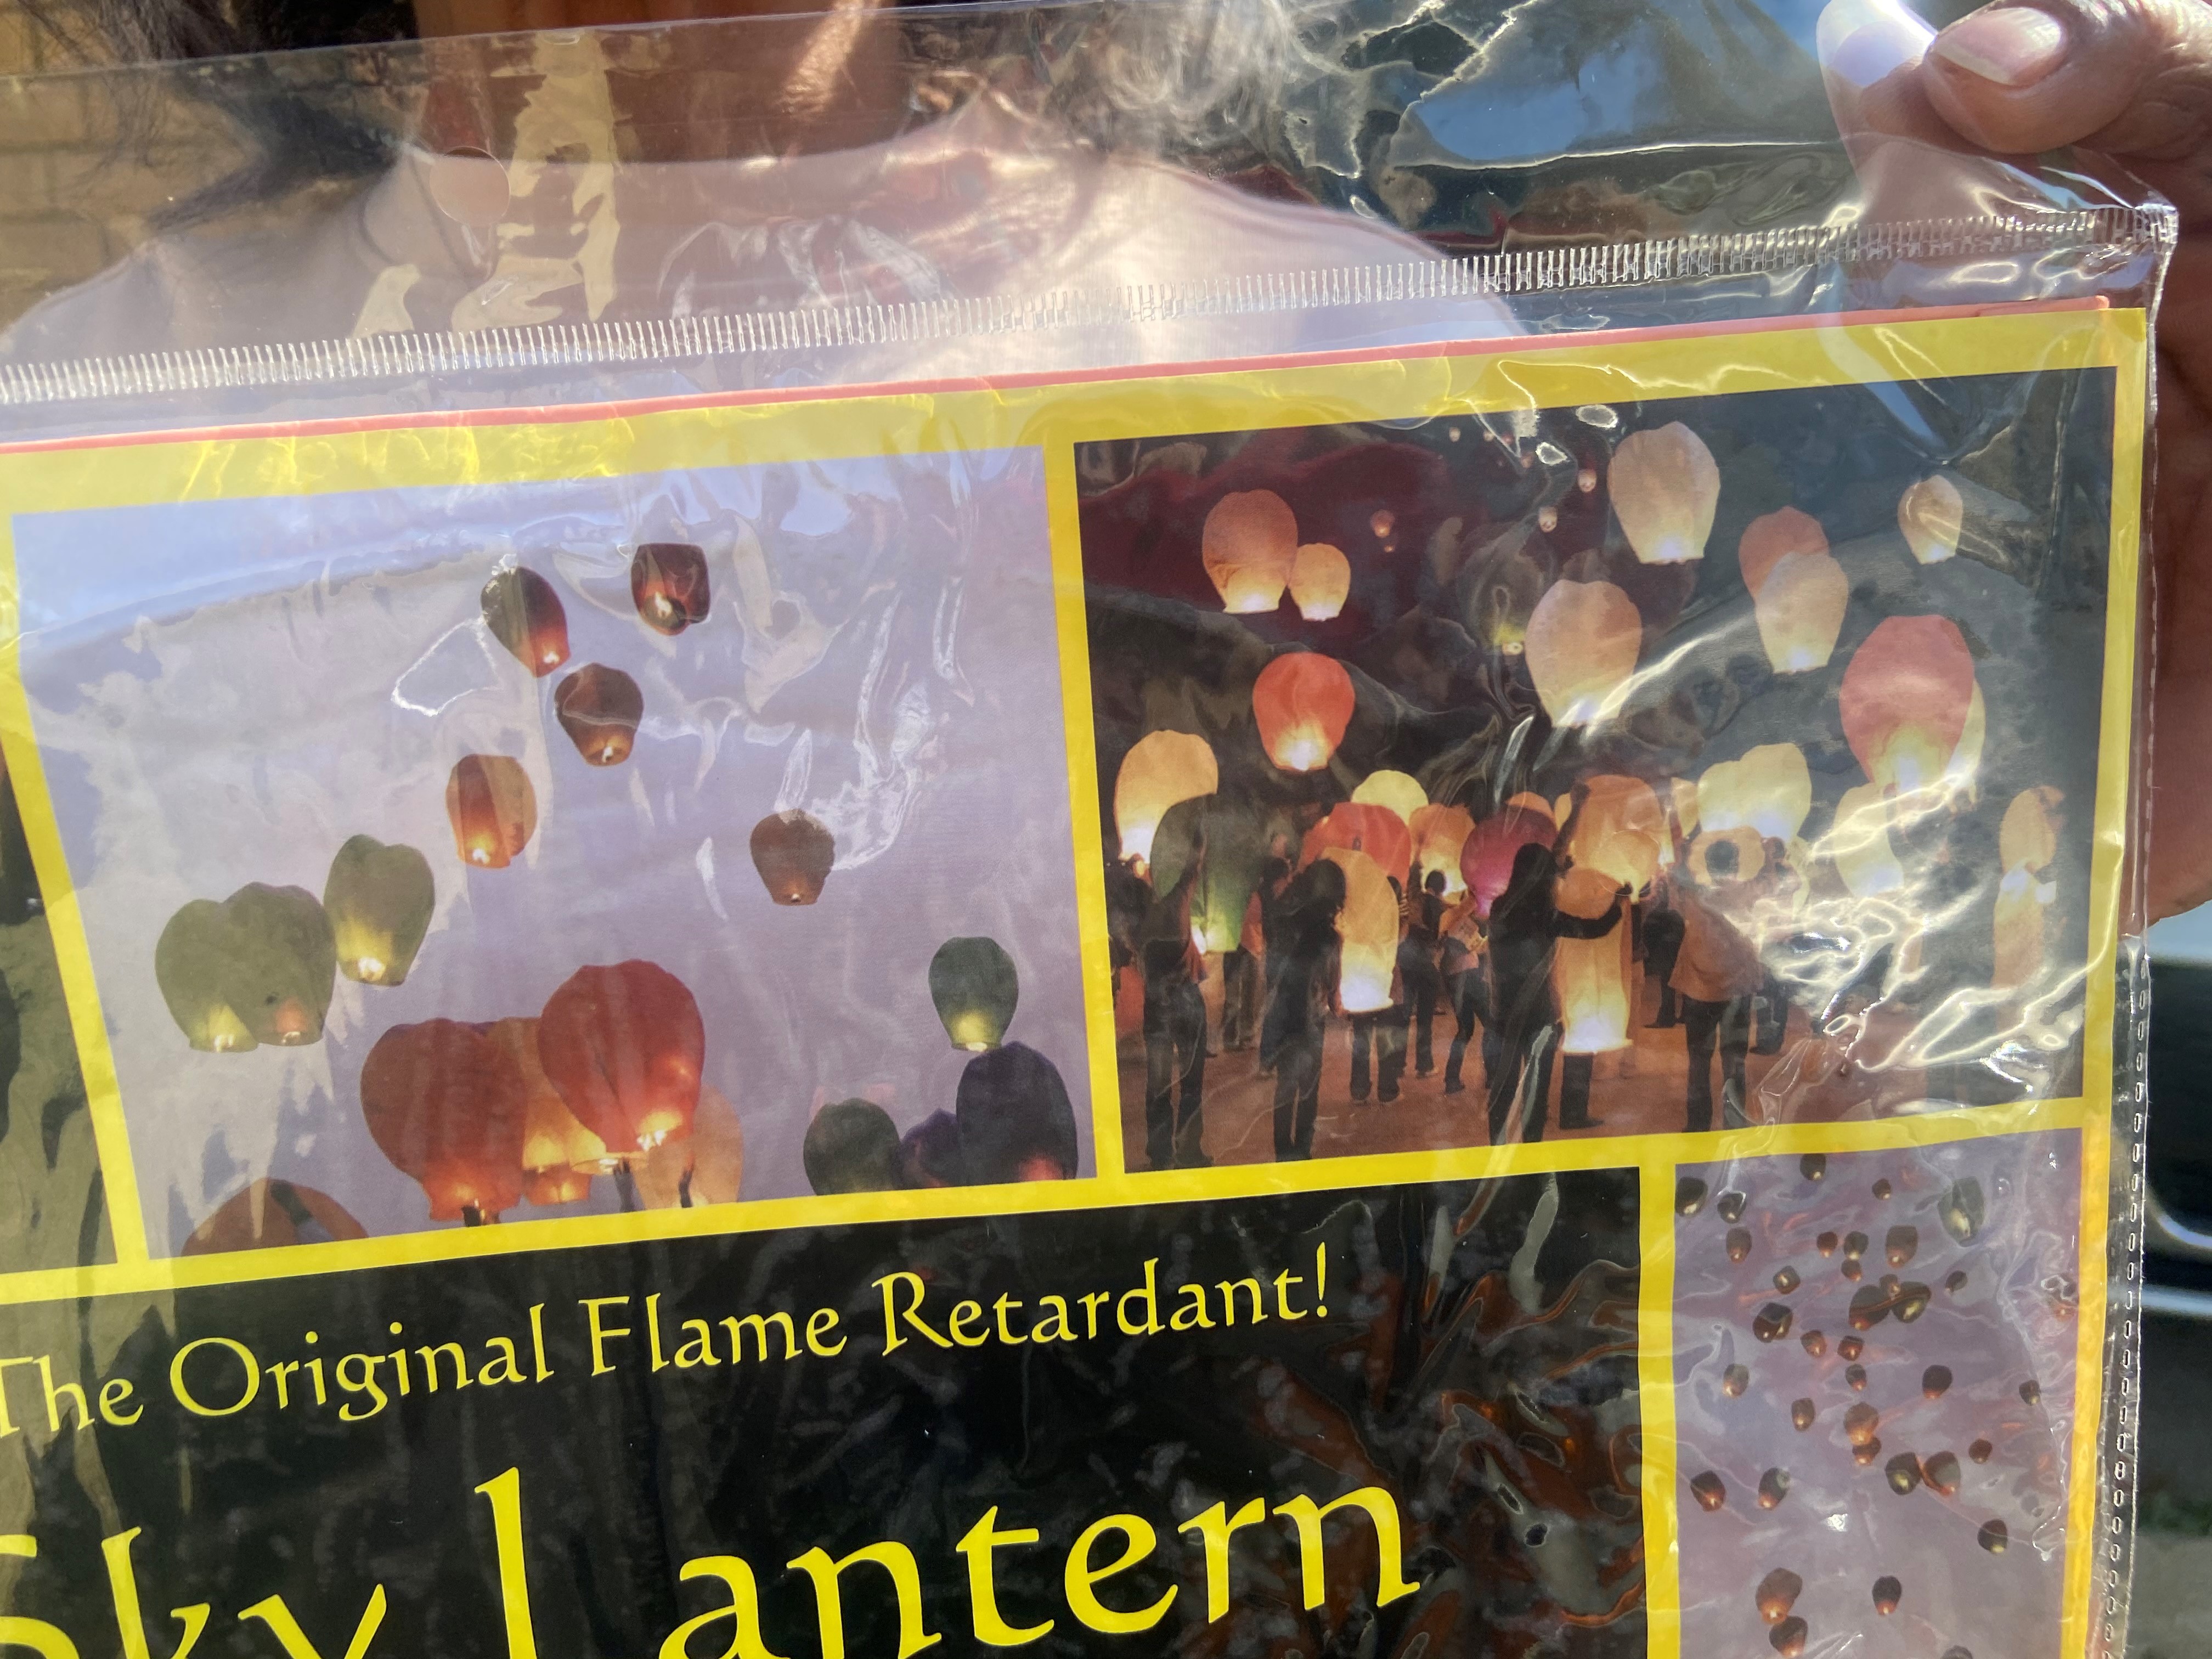 The Original Flame Retardant!
Sky Lantern